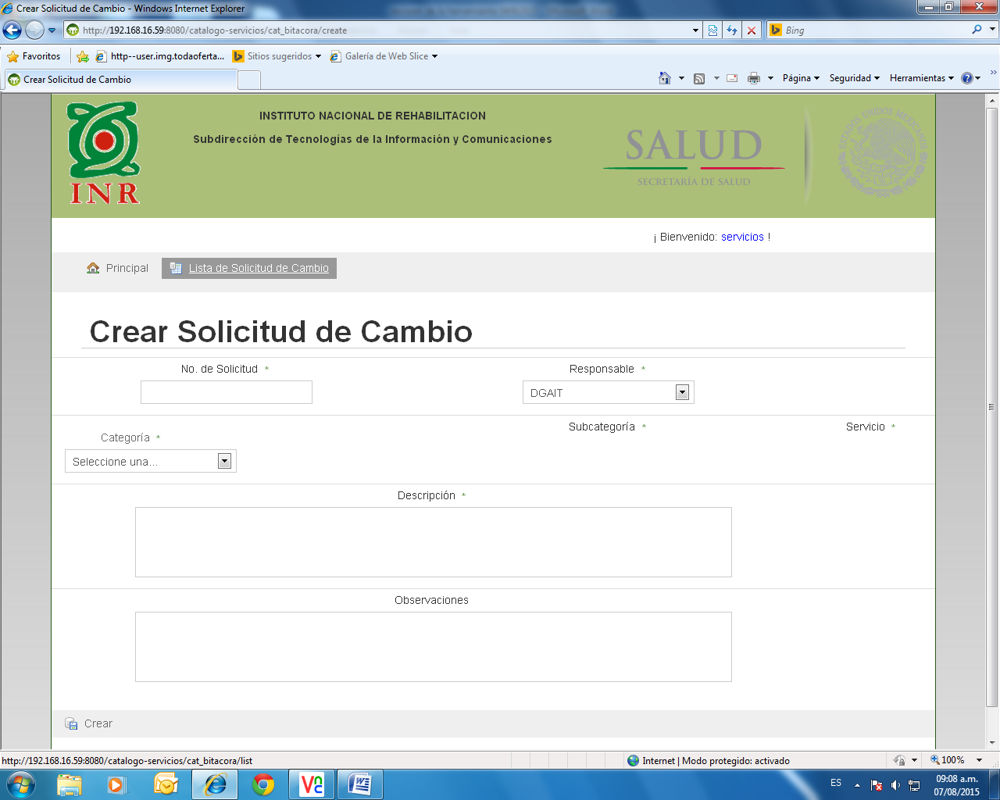 Crear Solicitud de Cambio - Windows Internet Explorer
http://192.168.16.59:8080/catalogo-servicios/cat_bitacora/create
Bing
Favoritos
http--user.img.todaoferta...
Sitios sugeridos
Galería de Web Slice
Crear Solicitud de Cambio
Página
Seguridad
Herramientas
INSTITUTO NACIONAL DE REHABILITACION
Subdirección de Tecnologías de la Información y Comunicaciones
INR
SALUD
SECRETARÍA DE SALUD
ESTADOS UNIDOS MEXICANOS
¡ Bienvenido: servicios !
Principal
Lista de Solicitud de Cambio
Crear Solicitud de Cambio
No. de Solicitud *
Responsable *
DGAIT
Categoría *
Subcategoría *
Servicio *
Seleccione una...
Descripción *
Observaciones
Crear
http://192.168.16.59:8080/catalogo-servicios/cat_bitacora/list
Internet | Modo protegido: activado
100%
ES
09:08 a.m.
07/08/2015